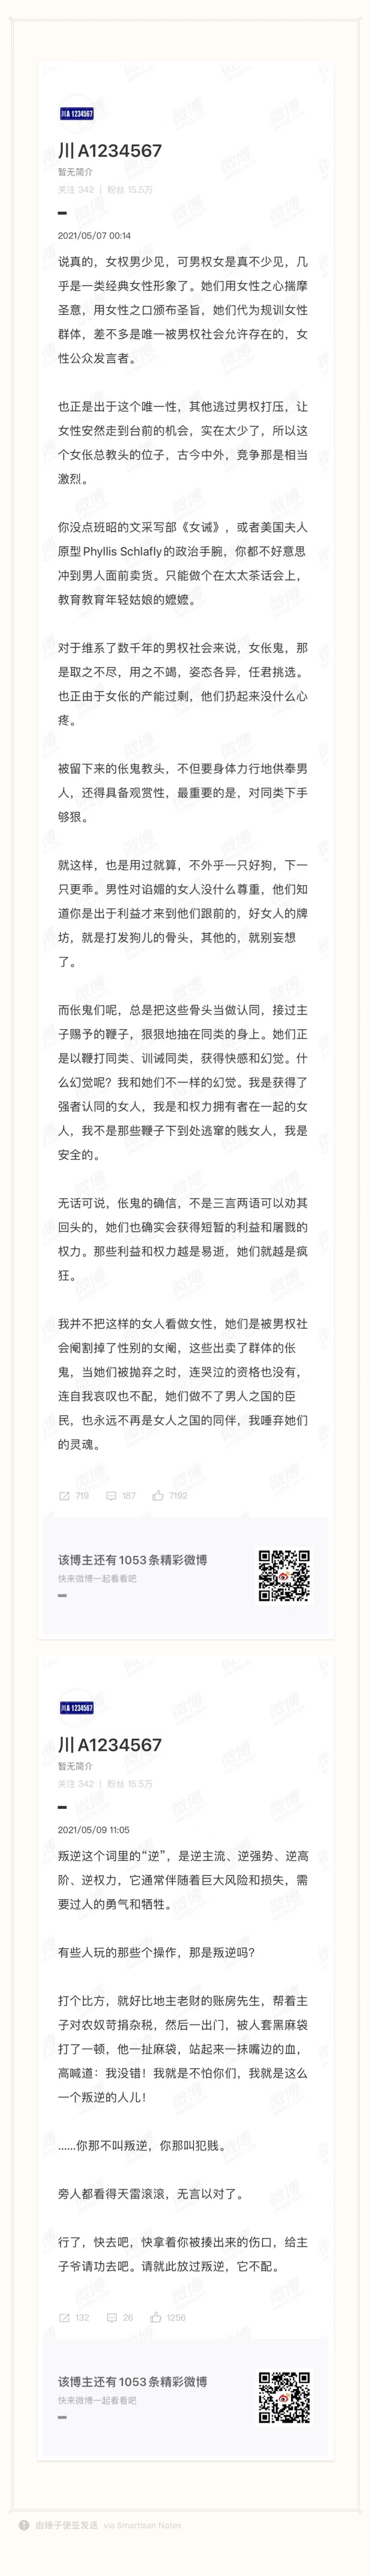 川A 1234567
川A1234567
暂无简介
关注 342 | 粉丝 15.5万
2021/05/07 00:14
说真的，女权男少见，可男权女是真不少见，几
乎是一类经典女性形象了。她们用女性之心揣摩
圣意，用女性之口颁布圣旨，她们代为规训女性
群体，差不多是唯一被男权社会允许存在的，女
性公众发言者。
也正是出于这个唯一性，其他逃过男权打压，让
女性安然走到台前的机会，实在太少了，所以这
个女伥总教头的位子，古今中外，竞争那是相当
激烈。
你没点班昭的文采写部《女诫》，或者美国夫人
原型Phyllis Schlafly的政治手腕，你都不好意思
冲到男人面前卖货。只能做个在太太茶话会上，
教育教育年轻姑娘的嬷嬷。
对于维系了数千年的男权社会来说，女伥鬼，那
是取之不尽，用之不竭，姿态各异，任君挑选。
也正由于女伥的产能过剩，他们扔起来没什么心
疼。
被留下来的伥鬼教头，不但要身体力行地供奉男
人，还得具备观赏性，最重要的是，对同类下手
够狠。
就这样，也是用过就算，不外乎一只好狗，下一
只更乖。男性对谄媚的女人没什么尊重，他们知
道你是出于利益才来到他们跟前的，好女人的牌
坊，就是打发狗儿的骨头，其他的，就别妄想
了。
而伥鬼们呢，总是把这些骨头当做认同，接过主
子赐予的鞭子，狠狠地抽在同类的身上。她们正
是以鞭打同类、训诫同类，获得快感和幻觉。什
么幻觉呢？我和她们不一样的幻觉。我是获得了
强者认同的女人，我是和权力拥有者在一起的女
人，我不是那些鞭子下到处逃窜的贱女人，我是
安全的。
无话可说，伥鬼的确信，不是三言两语可以劝其
回头的，她们也确实会获得短暂的利益和屠戮的
权力。那些利益和权力越是易逝，她们就越是疯
狂。
我并不把这样的女人看做女性，她们是被男权社
会阉割掉了性别的女阉，这些出卖了群体的伥
鬼，当她们被抛弃之时，连哭泣的资格也没有，
连自我哀叹也不配，她们做不了男人之国的臣
民，也永远不再是女人之国的同伴，我唾弃她们
的灵魂。
719 187 7192
该博主还有1053条精彩微博
快来微博一起看看吧
川A 1234567
川A1234567
暂无简介
关注 342 | 粉丝 15.5万
2021/05/09 11:05
叛逆这个词里的“逆”，是逆主流、逆强势、逆高
阶、逆权力，它通常伴随着巨大风险和损失，需
要过人的勇气和牺牲。
有些人玩的那些个操作，那是叛逆吗？
打个比方，就好比地主老财的账房先生，帮着主
子对农奴苛捐杂税，然后一出门，被人套黑麻袋
打了一顿，他一扯麻袋，站起来一抹嘴边的血，
高喊道：我没错！我就是不怕你们，我就是这么
一个叛逆的人儿！
……你那不叫叛逆，你那叫犯贱。
旁人都看得天雷滚滚，无言以对了。
行了，快去吧，快拿着你被揍出来的伤口，给主
子爷请功去吧。请就此放过叛逆，它不配。
132 26 1256
该博主还有1053条精彩微博
快来微博一起看看吧
由锤子便签发送 via Smartisan Notes